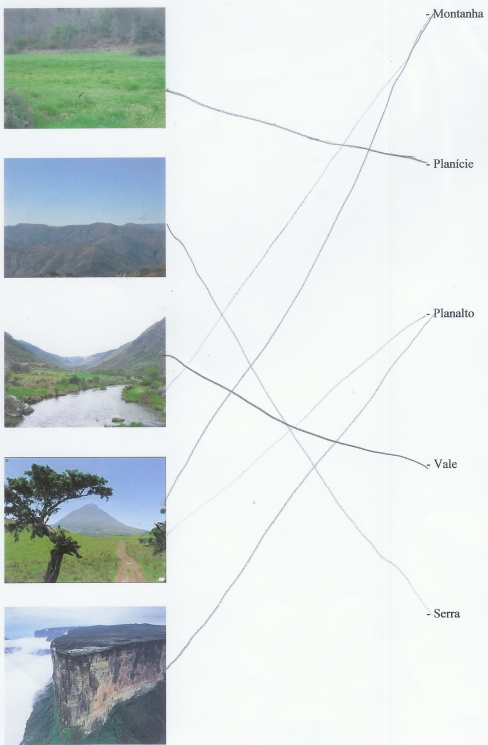 - Montanha
- Planície
- Planalto
- Vale
- Serra